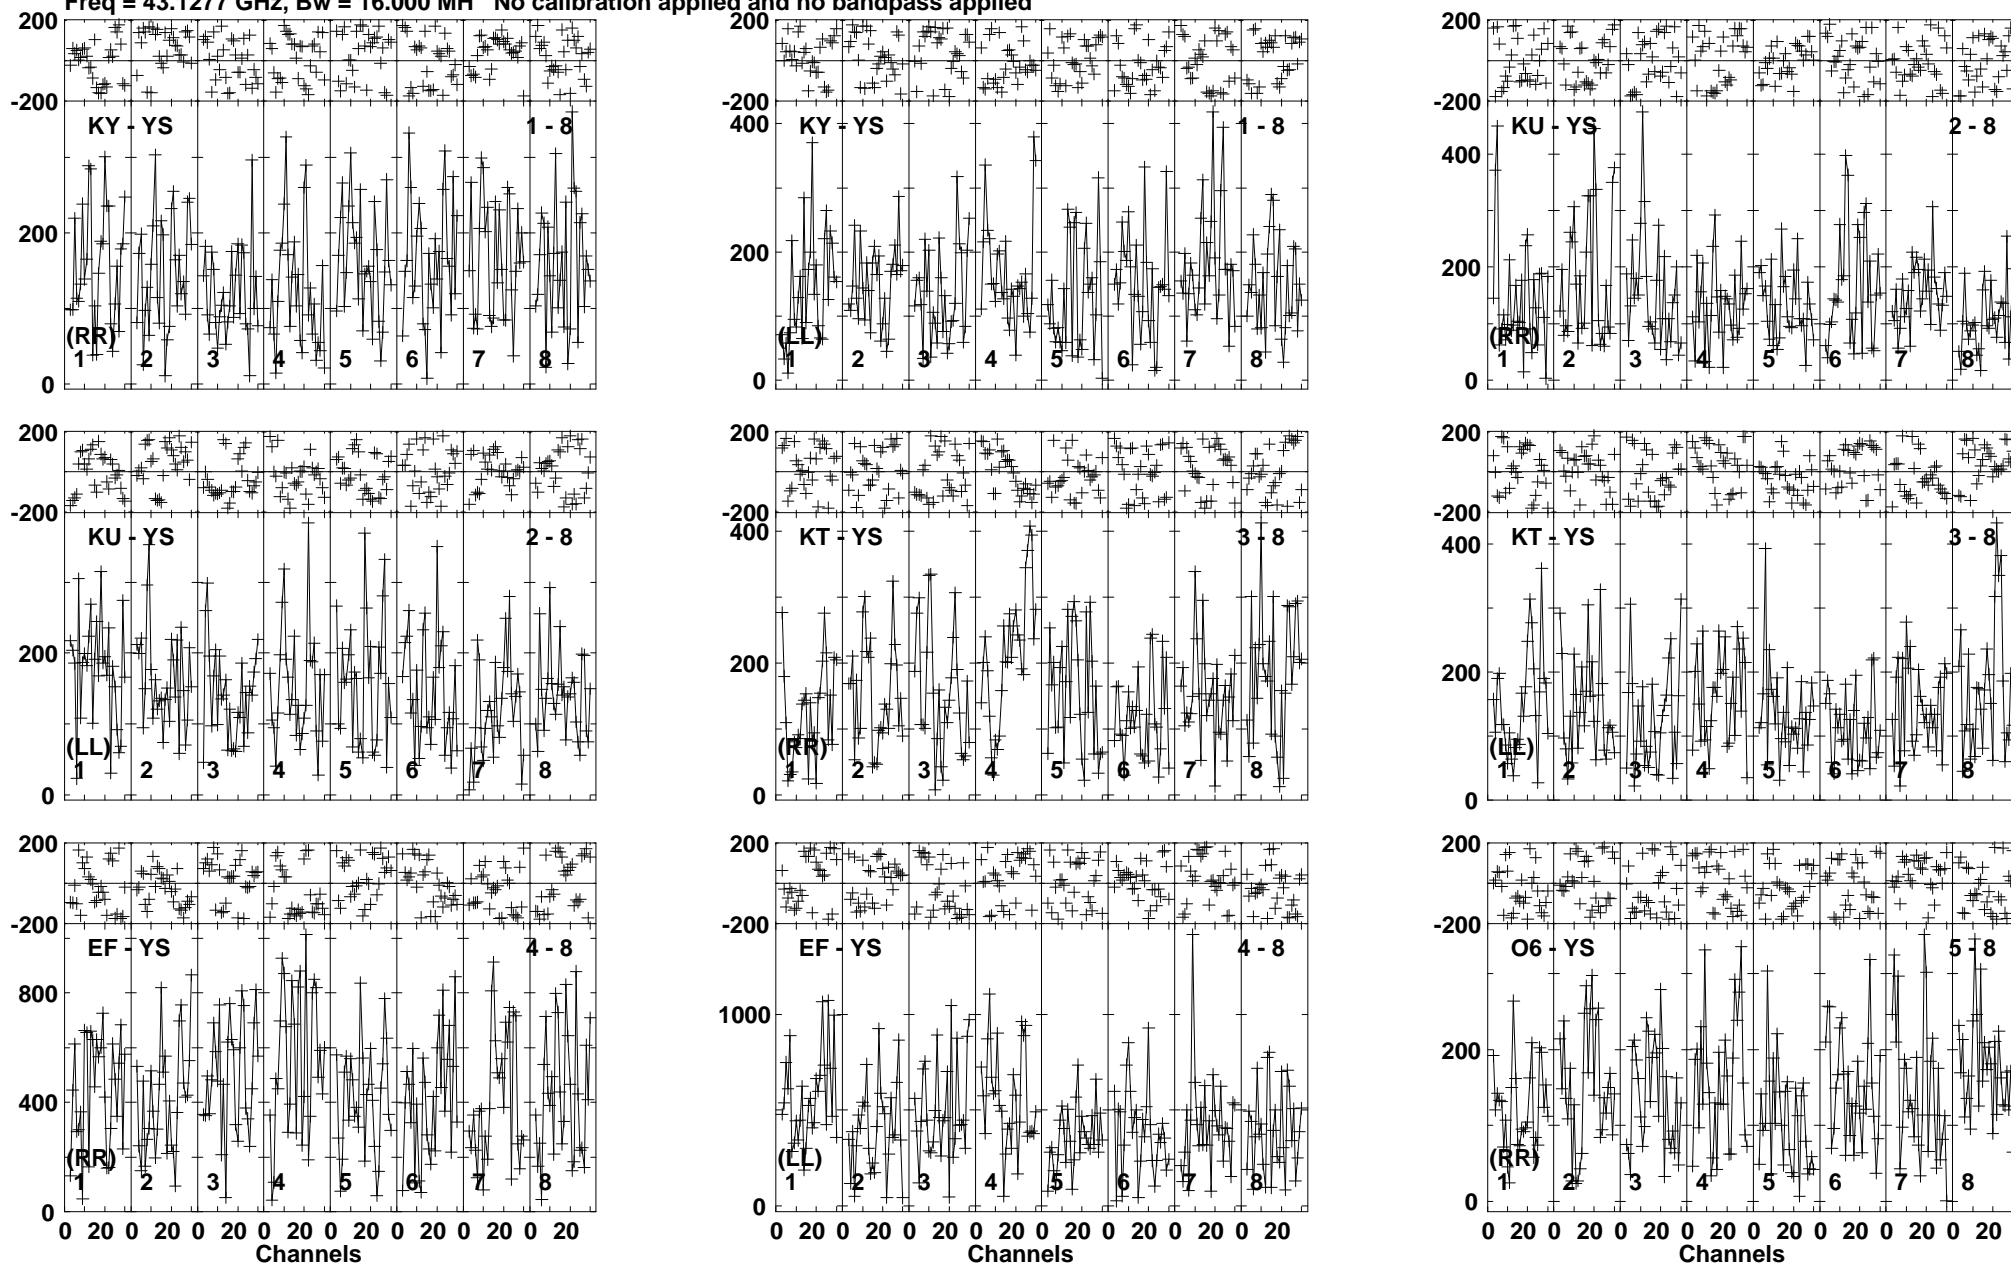 Freq = 43.1277 GHz, Bw = 16.000 MH No calibration applied and no bandpass applied
200
-200
KY - YS 1 - 8
200
0
(RR)
1 2 3 4 5 6 7 8
200
-200
KY - YS 1 - 8
400
200
0
(LL)
1 2 3 4 5 6 7 8
200
-200
KU - YS 2 - 8
400
200
0
(RR)
1 2 3 4 5 6 7 8
200
-200
KU - YS 2 - 8
200
0
(LL)
1 2 3 4 5 6 7 8
200
-200
KT - YS 3 - 8
400
200
0
(RR)
1 2 3 4 5 6 7 8
200
-200
KT - YS 3 - 8
400
200
0
(LL)
1 2 3 4 5 6 7 8
200
-200
EF - YS 4 - 8
800
400
0
(RR)
1 2 3 4 5 6 7 8
0 20 0 20 0 20 0 20 0 20 0 20 0 20 0 20
Channels
200
-200
EF - YS 4 - 8
1000
0
(LL)
1 2 3 4 5 6 7 8
0 20 0 20 0 20 0 20 0 20 0 20 0 20 0 20
Channels
200
-200
O6 - YS 5 - 8
200
0
(RR)
1 2 3 4 5 6 7 8
0 20 0 20 0 20 0 20 0 20 0 20 0 20 0 20
Channels